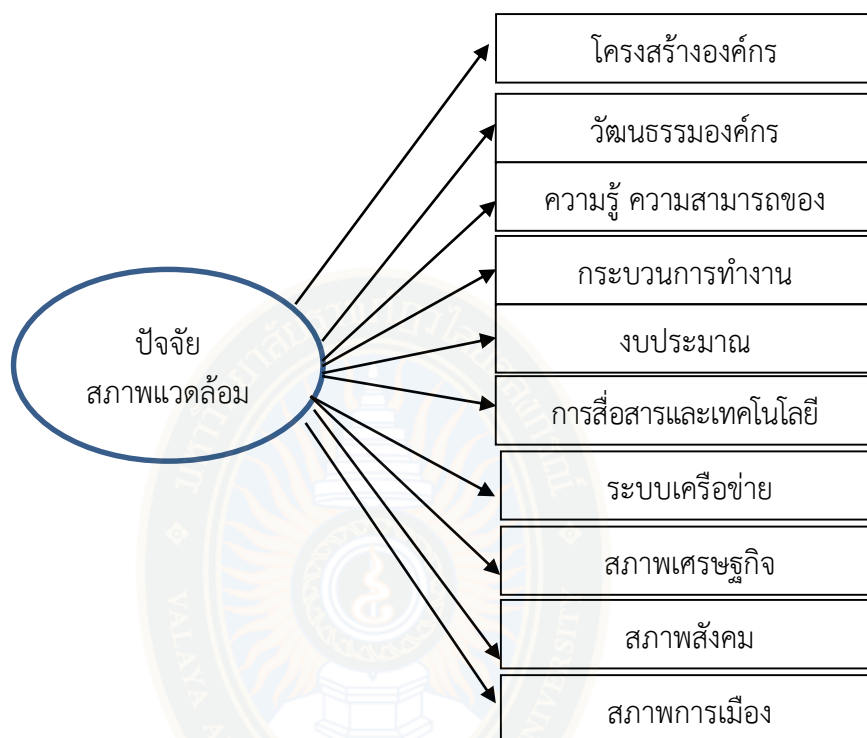 โครงสร้างองค์กร
วัฒนธรรมองค์กร
ความรู้ ความสามารถของ
กระบวนการทำงาน
งบประมาณ
การสื่อสารและเทคโนโลยี
ระบบเครือข่าย
สภาพเศรษฐกิจ
สภาพสังคม
สภาพการเมือง
ปัจจัย
สภาพแวดล้อม
VALAYA A
UNIVERSITY